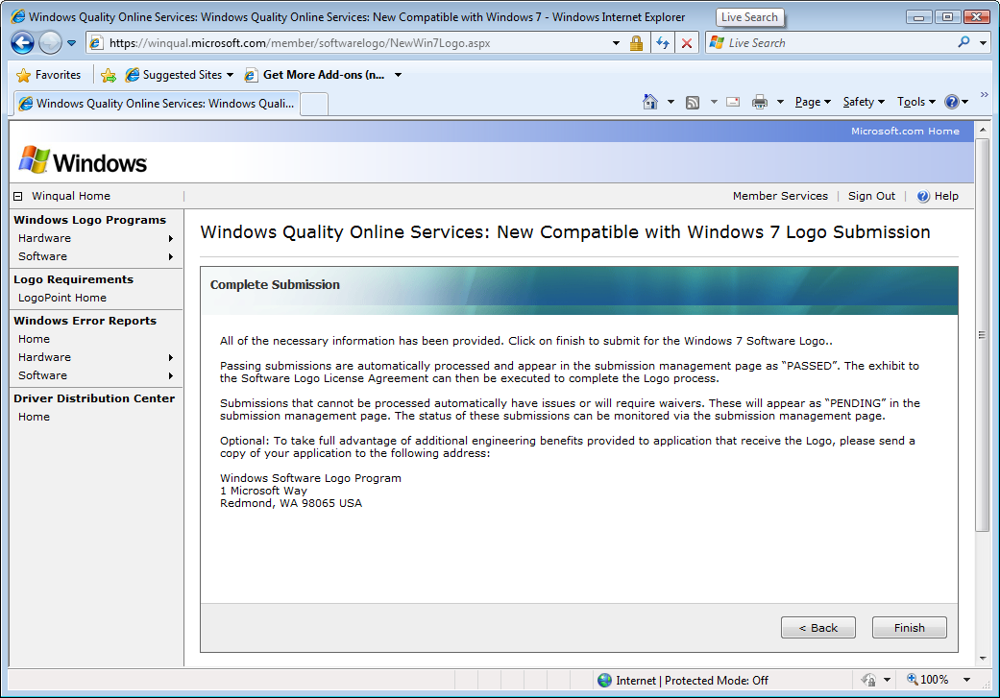 Windows Quality Online Services: Windows Quality Online Services: New Compatible with Windows 7 - Windows Internet Explorer
Live Search
https://winqual.microsoft.com/member/softwarelogo/NewWin7Logo.aspx
Live Search
Favorites
Suggested Sites
Get More Add-ons (n...
Windows Quality Online Services: Windows Quali...
Page
Safety
Tools
Microsoft.com Home
Windows
Winqual Home
Member Services | Sign Out | Help
Windows Logo Programs
Hardware
Software
Logo Requirements
LogoPoint Home
Windows Error Reports
Home
Hardware
Software
Driver Distribution Center
Home
Windows Quality Online Services: New Compatible with Windows 7 Logo Submission
Complete Submission
All of the necessary information has been provided. Click on finish to submit for the Windows 7 Software Logo..
Passing submissions are automatically processed and appear in the submission management page as “PASSED”. The exhibit to
the Software Logo License Agreement can then be executed to complete the Logo process.
Submissions that cannot be processed automatically have issues or will require waivers. These will appear as “PENDING” in the
submission management page. The status of these submissions can be monitored via the submission management page.
Optional: To take full advantage of additional engineering benefits provided to application that receive the Logo, please send a
copy of your application to the following address:
Windows Software Logo Program
1 Microsoft Way
Redmond, WA 98065 USA
< Back
Finish
Internet | Protected Mode: Off
100%